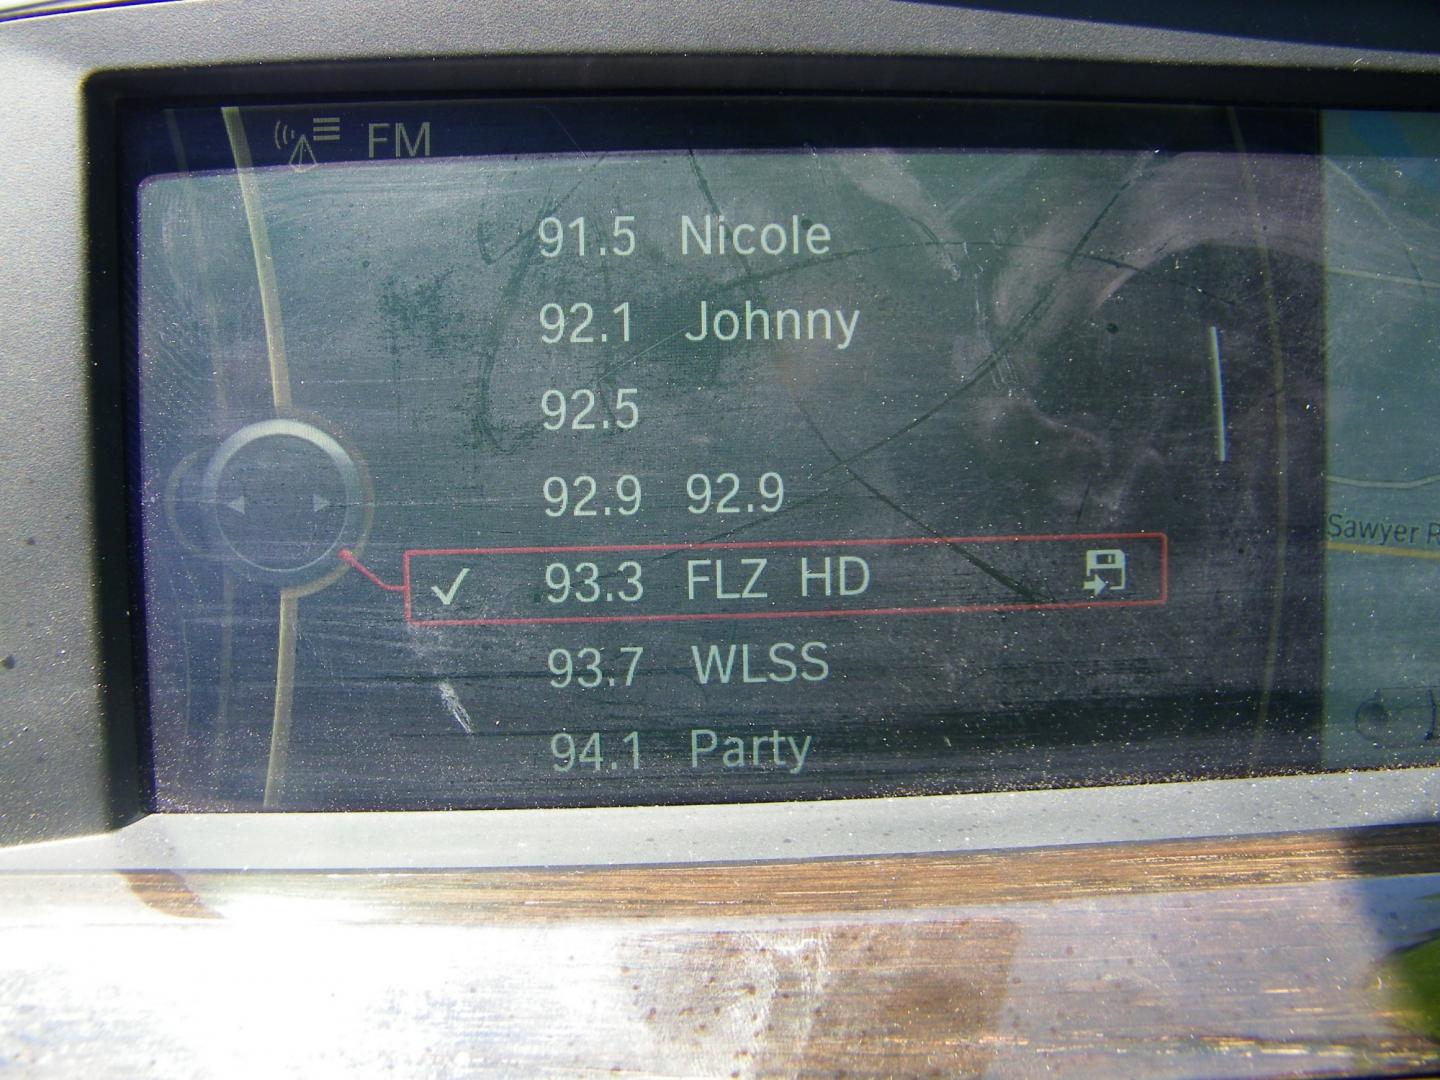 FM
91.5 Nicole
92.1 Johnny
92.5
92.9 92.9
93.3 FLZ HD
93.7 WLSS
94.1 Party
Sawyer R